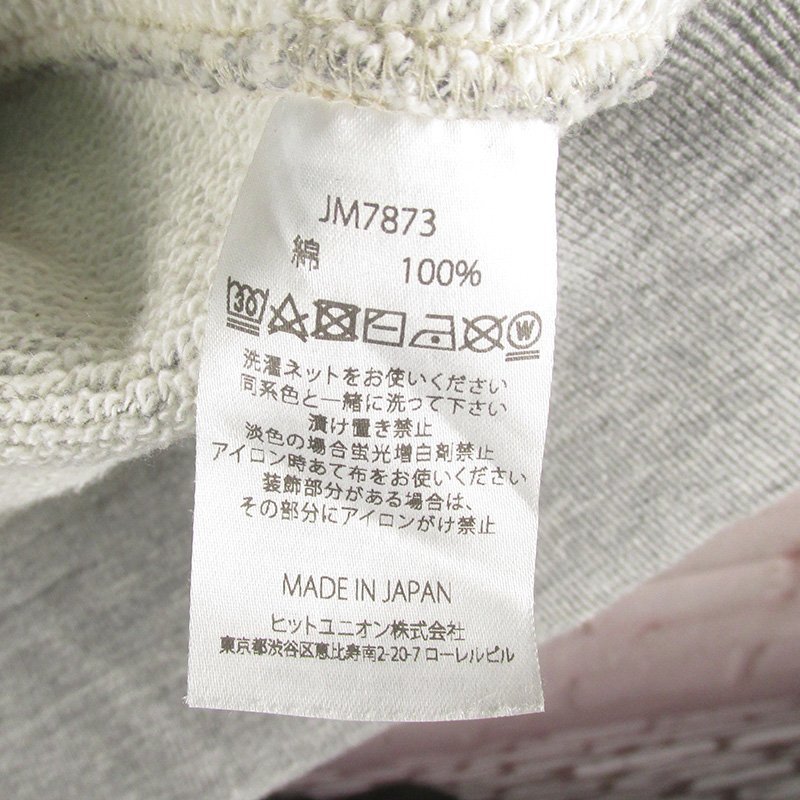 JM7873
綿 100%
30 W
洗濯ネットをお使いください
同系色と一緒に洗って下さい
漬け置き禁止
淡色の場合蛍光増白剤禁止
アイロン時あて布をお使いください
装飾部分がある場合は、
その部分にアイロンがけ禁止
MADE IN JAPAN
ヒットユニオン株式会社
東京都渋谷区恵比寿南2-20-7 ローレルビル